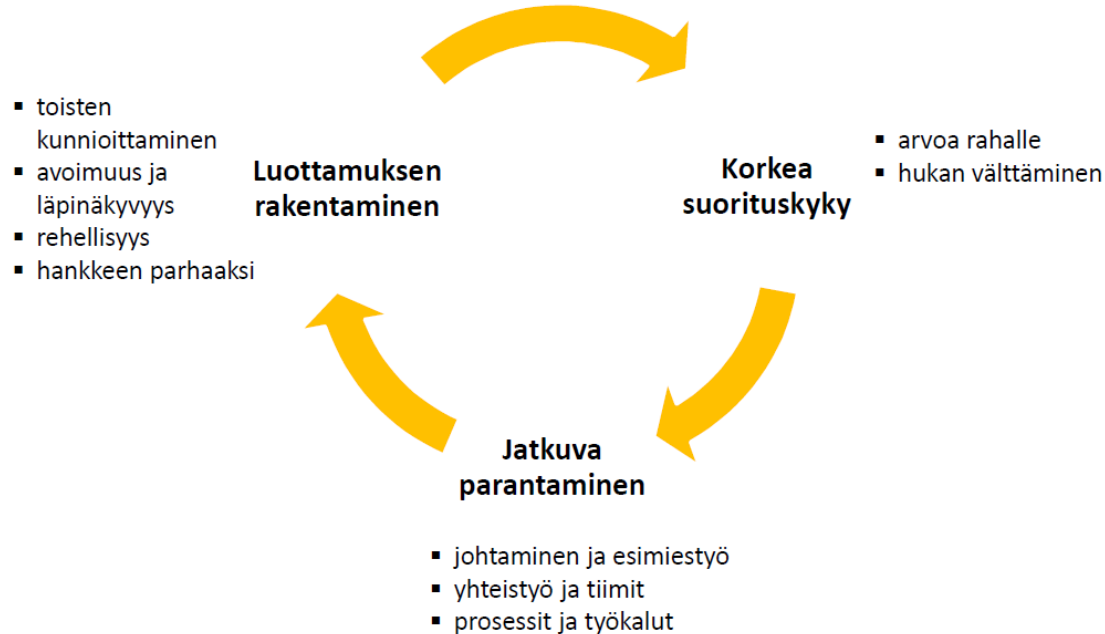 ▪ toisten
kunnioittaminen
▪ avoimuus ja
läpinäkyvyys
▪ rehellisyys
▪ hankkeen parhaaksi
Luottamuksen
rakentaminen
Korkea
suorituskyky
▪ arvoa rahalle
▪ hukan välttäminen
Jatkuva
parantaminen
▪ johtaminen ja esimiestyö
▪ yhteistyö ja tiimit
▪ prosessit ja työkalut